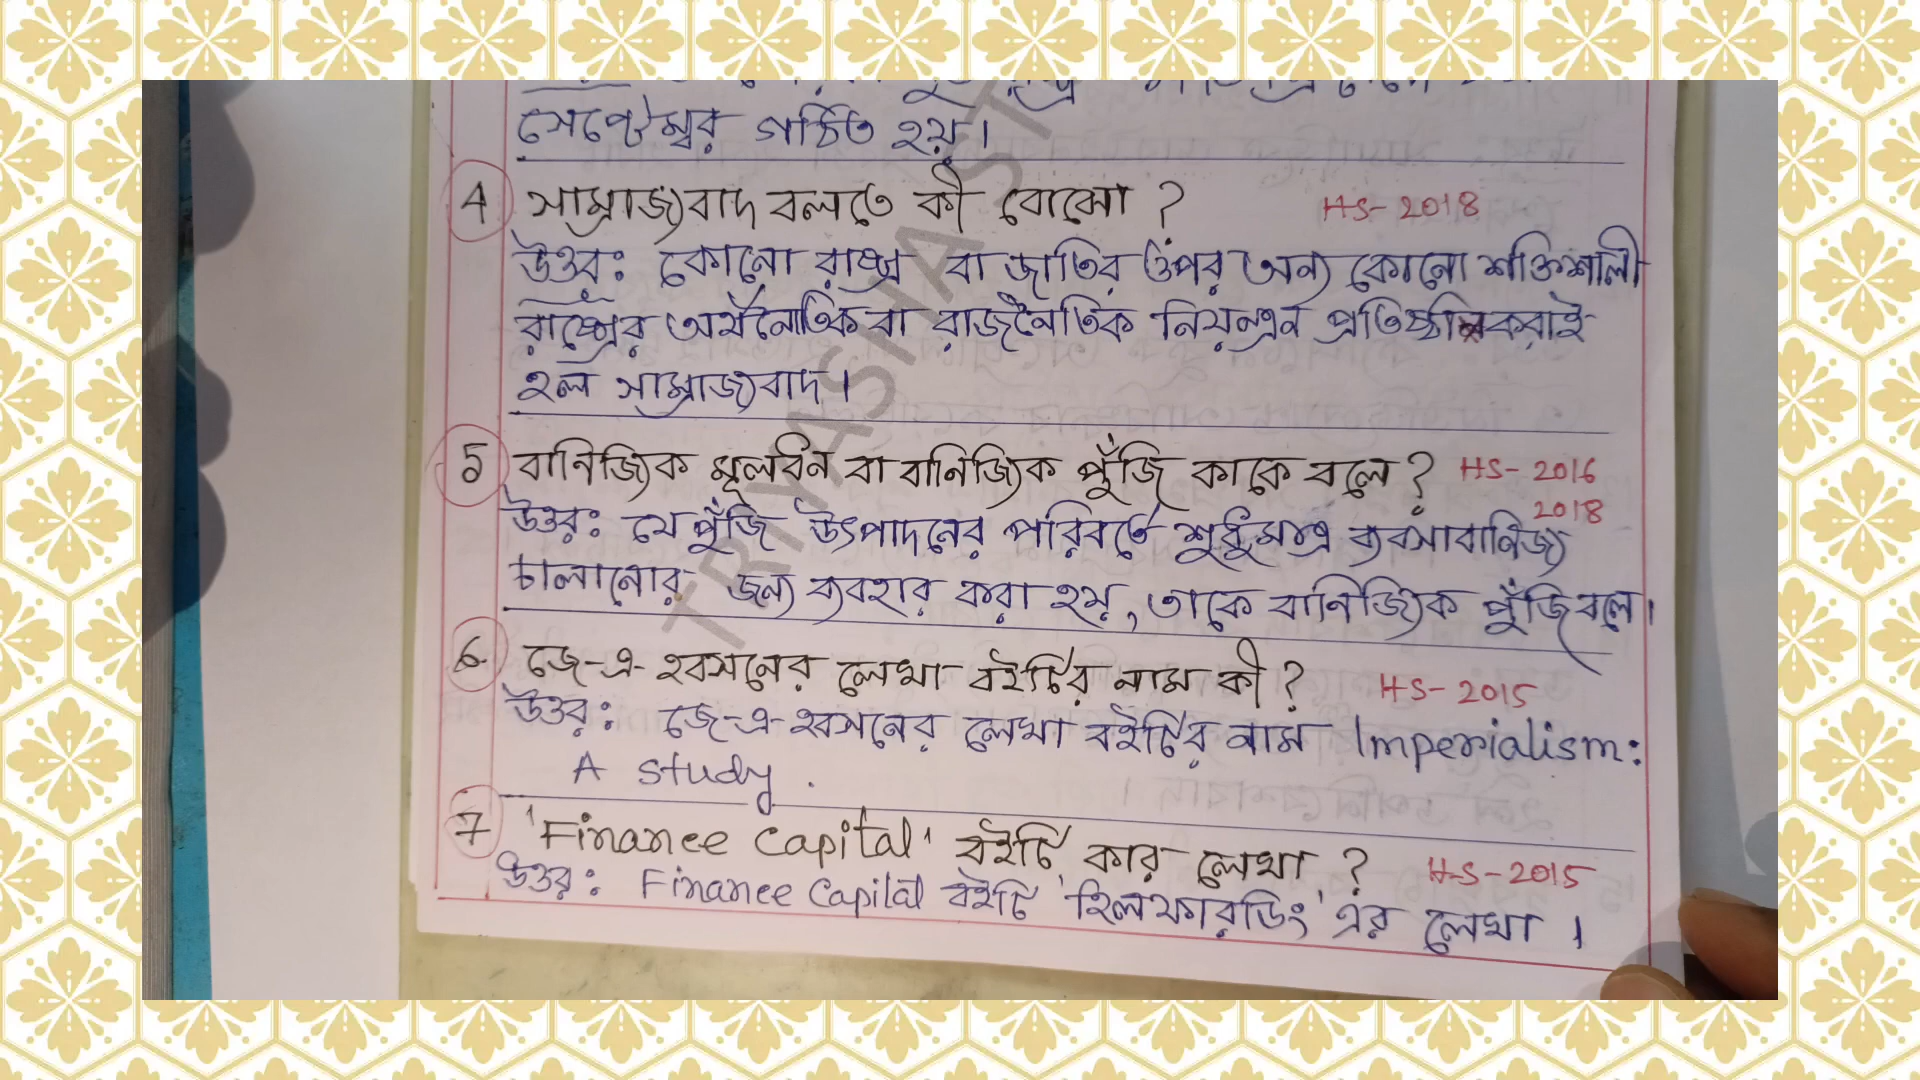 সেপ্টেম্বর গঠিত হয়।
4 সাম্রাজ্যবাদ বলতে কী বোঝো ? HS-2018
উত্তর: কোনো রাষ্ট্র বা জাতির ওপর অন্য কোনো শক্তিশালী
রাষ্ট্রের অর্থনৈতিক বা রাজনৈতিক নিয়ন্ত্রন প্রতিষ্ঠা করাই
হল সাম্রাজ্যবাদ।
5 বানিজ্যিক মূলধন বা বানিজ্যিক পুঁজি কাকে বলে ? HS-2016
2018
উত্তর: যে পুঁজি উৎপাদনের পরিবর্তে শুধুমাত্র ব্যবসাবানিজ্য
চালানোর জন্য ব্যবহার করা হয়, তাকে বানিজ্যিক পুঁজি বলে।
6 জে-এ-হবসনের লেখা বইটির নাম কী ? HS-2015
উত্তর: জে-এ-হবসনের লেখা বইটির নাম Imperialism:
A study.
7 'Finance Capital' বইটি কার লেখা ? HS-2015
উত্তর: Finance Capital বইটি 'হিলফারডিং' এর লেখা ।
TRIYASHA